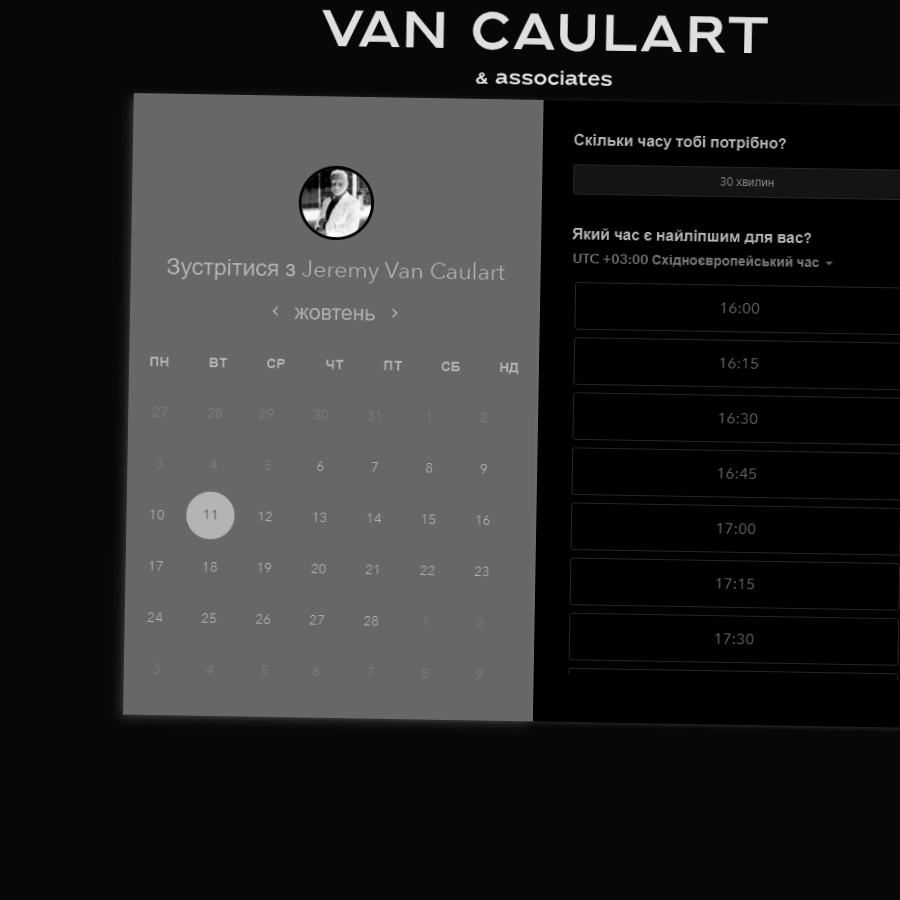 VAN CAULART
& associates
Зустрітися з Jeremy Van Caulart
жовтень
ПН ВТ СР ЧТ ПТ СБ НД
27 28 29 30 31 1 2
3 4 5 6 7 8 9
10 11 12 13 14 15 16
17 18 19 20 21 22 23
24 25 26 27 28 1 2
3 4 5 6 7 8 9
Скільки часу тобі потрібно?
30 хвилин
Який час є найліпшим для вас?
UTC +03:00 Східноєвропейський час
16:00
16:15
16:30
16:45
17:00
17:15
17:30